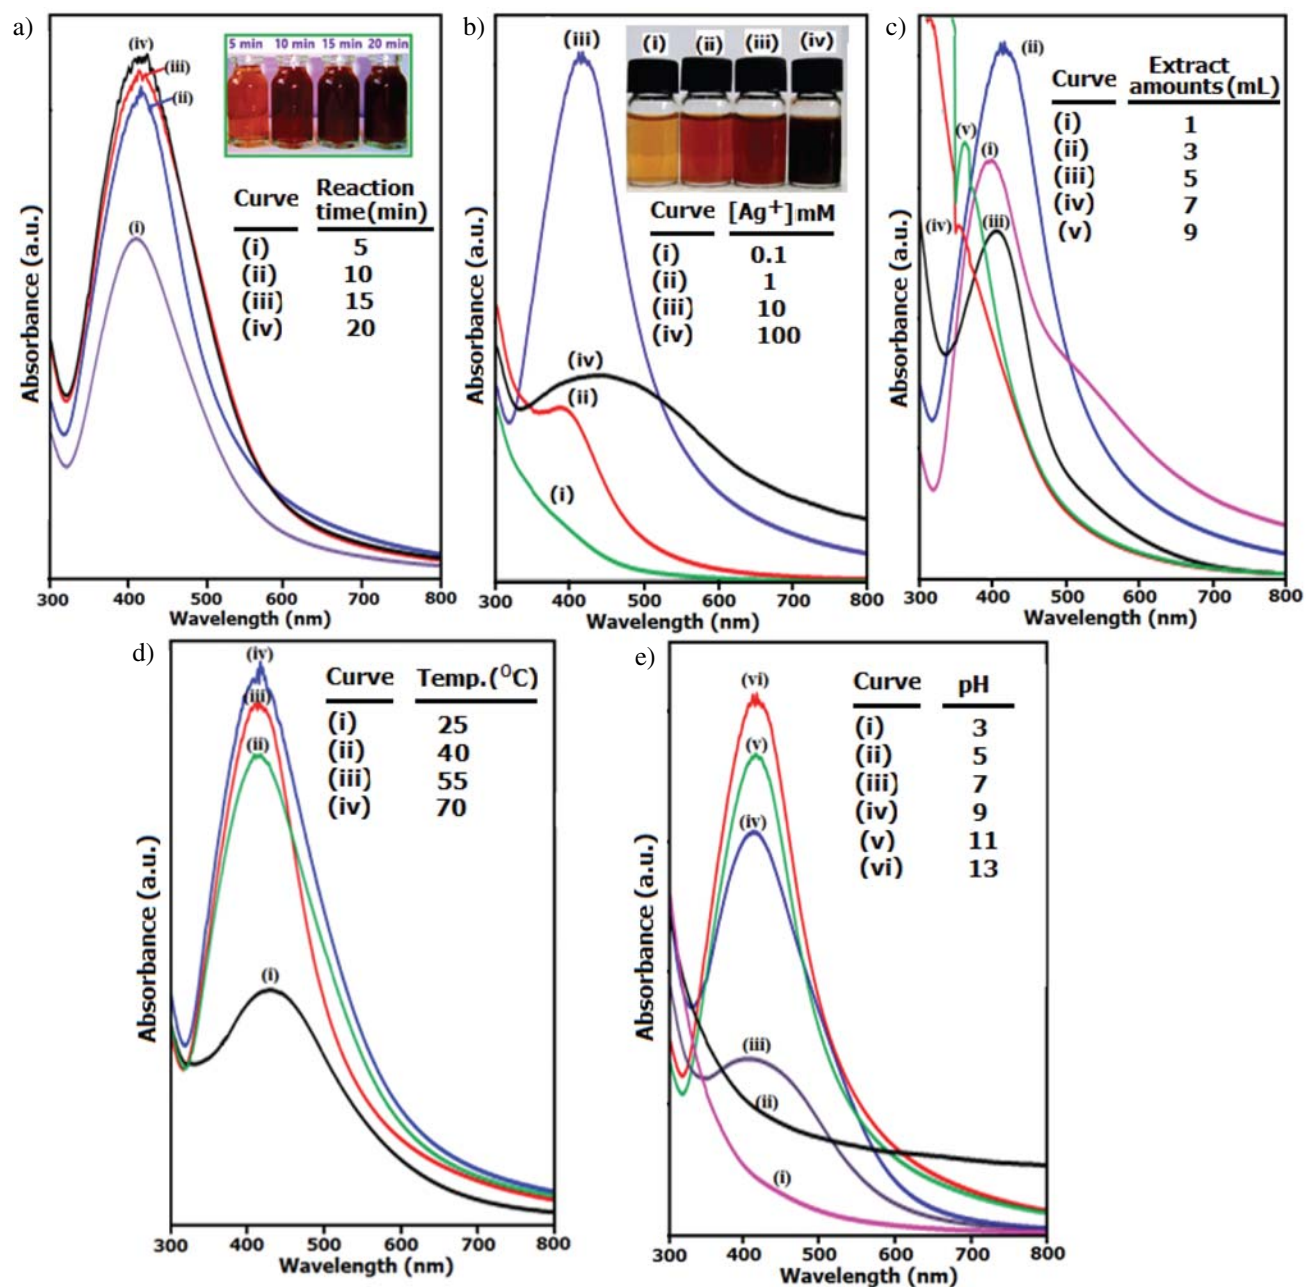 a)
(iv)
(iii)
(ii)
(i)
5 min 10 min 15 min 20 min
Curve Reaction time(min)
(i) 5
(ii) 10
(iii) 15
(iv) 20
Absorbance (a.u.)
300 400 500 600 700 800
Wavelength (nm)
b)
(iii)
(i) (ii) (iii) (iv)
Curve [Ag⁺]mM
(i) 0.1
(ii) 1
(iii) 10
(iv) 100
(iv)
(ii)
(i)
Absorbance (a.u.)
300 400 500 600 700 800
Wavelength (nm)
c)
(ii)
(v)
(i)
(iv)
(iii)
Curve Extract amounts(mL)
(i) 1
(ii) 3
(iii) 5
(iv) 7
(v) 9
Absorbance (a.u.)
300 400 500 600 700 800
Wavelength (nm)
d)
(iv)
(iii)
(ii)
(i)
Curve Temp.(⁰C)
(i) 25
(ii) 40
(iii) 55
(iv) 70
Absorbance (a.u.)
300 400 500 600 700 800
Wavelength (nm)
e)
(vi)
(v)
(iv)
(iii)
(ii)
(i)
Curve pH
(i) 3
(ii) 5
(iii) 7
(iv) 9
(v) 11
(vi) 13
Absorbance (a.u.)
300 400 500 600 700 800
Wavelength (nm)